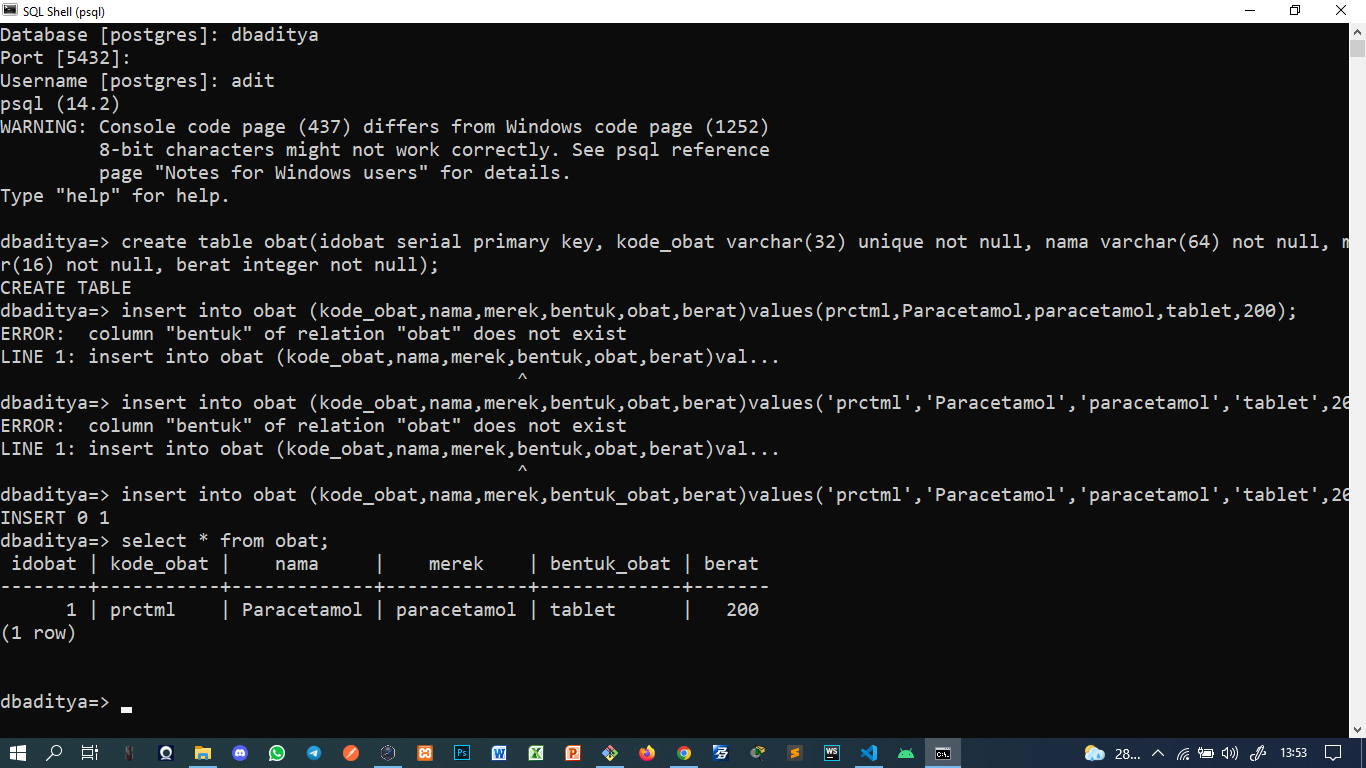 SQL Shell (psql)
Database [postgres]: dbaditya
Port [5432]:
Username [postgres]: adit
psql (14.2)
WARNING: Console code page (437) differs from Windows code page (1252)
         8-bit characters might not work correctly. See psql reference
         page "Notes for Windows users" for details.
Type "help" for help.
dbaditya=> create table obat(idobat serial primary key, kode_obat varchar(32) unique not null, nama varchar(64) not null, m
r(16) not null, berat integer not null);
CREATE TABLE
dbaditya=> insert into obat (kode_obat,nama,merek,bentuk,obat,berat)values(prctml,Paracetamol,paracetamol,tablet,200);
ERROR:  column "bentuk" of relation "obat" does not exist
LINE 1: insert into obat (kode_obat,nama,merek,bentuk,obat,berat)val...
^
dbaditya=> insert into obat (kode_obat,nama,merek,bentuk,obat,berat)values('prctml','Paracetamol','paracetamol','tablet',20
ERROR:  column "bentuk" of relation "obat" does not exist
LINE 1: insert into obat (kode_obat,nama,merek,bentuk,obat,berat)val...
^
dbaditya=> insert into obat (kode_obat,nama,merek,bentuk_obat,berat)values('prctml','Paracetamol','paracetamol','tablet',20
INSERT 0 1
dbaditya=> select * from obat;
 idobat | kode_obat |    nama     |    merek    | bentuk_obat | berat
--------+-----------+-------------+-------------+-------------+-------
      1 | prctml    | Paracetamol | paracetamol | tablet      |   200
(1 row)
dbaditya=>
28... 13:53